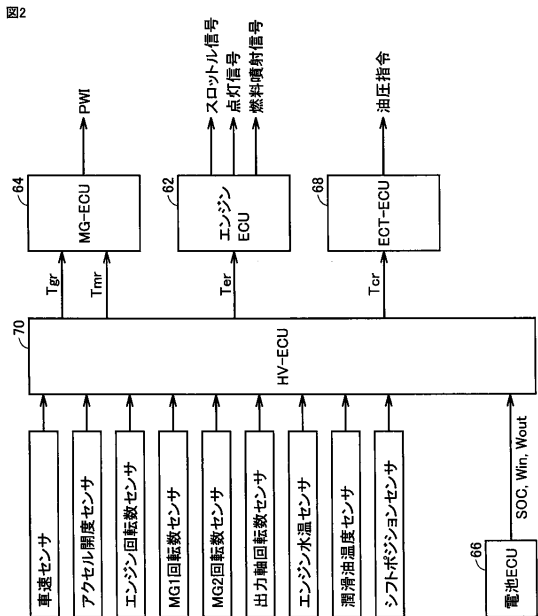 図2
車速センサ
アクセル開度センサ
エンジン回転数センサ
MG1回転数センサ
MG2回転数センサ
出力軸回転数センサ
エンジン水温センサ
潤滑油温度センサ
シフトポジションセンサ
66
電池ECU
SOC, Win, Wout
70
HV-ECU
Tgr
Tmr
Ter
Tcr
64
MG-ECU
PWI
62
エンジン
ECU
スロットル信号
点灯信号
燃料噴射信号
68
ECT-ECU
油圧指令